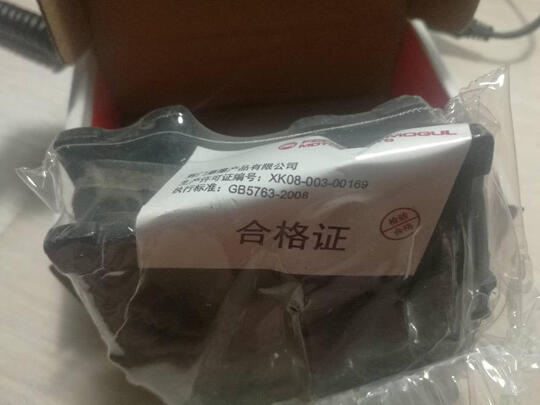 MOGUL
产品有限公司
生产许可证编号: XK08-003-00169
执行标准: GB5763-2008
合格证
检验
合格